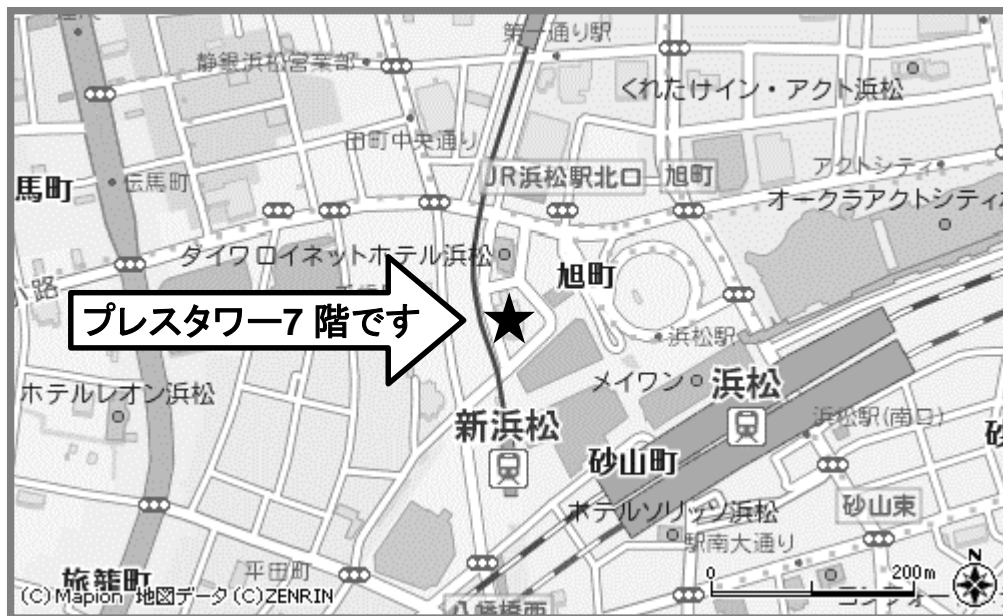 第一通り駅
静銀浜松営業部
くれたけイン・アクト浜松
田町中央通り
馬町
伝馬町
JR浜松駅北口
旭町
アクトシティ
オークラアクトシティ
ダイワロイネットホテル浜松
旭町
小路
プレスタワー7 階です
浜松駅
メイワン
浜松
ホテルレオン浜松
新浜松
浜松駅(南口)
砂山町
砂山東
ホテルソリッソ浜松
駅南大通り
平田町
旅籠町
八幡橋西
N
0
200m
(C)Mapion 地図データ(C)ZENRIN